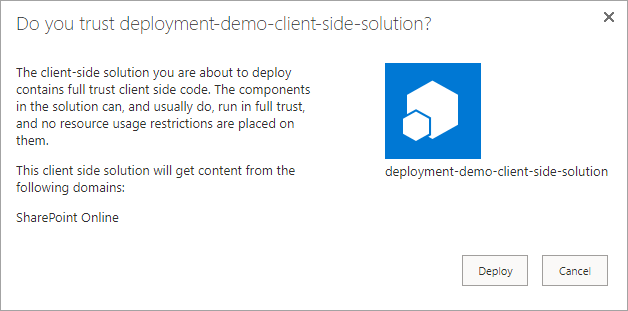 Do you trust deployment-demo-client-side-solution?
The client-side solution you are about to deploy
contains full trust client side code. The components
in the solution can, and usually do, run in full trust,
and no resource usage restrictions are placed on
them.
This client side solution will get content from the
following domains:
SharePoint Online
deployment-demo-client-side-solution
Deploy
Cancel